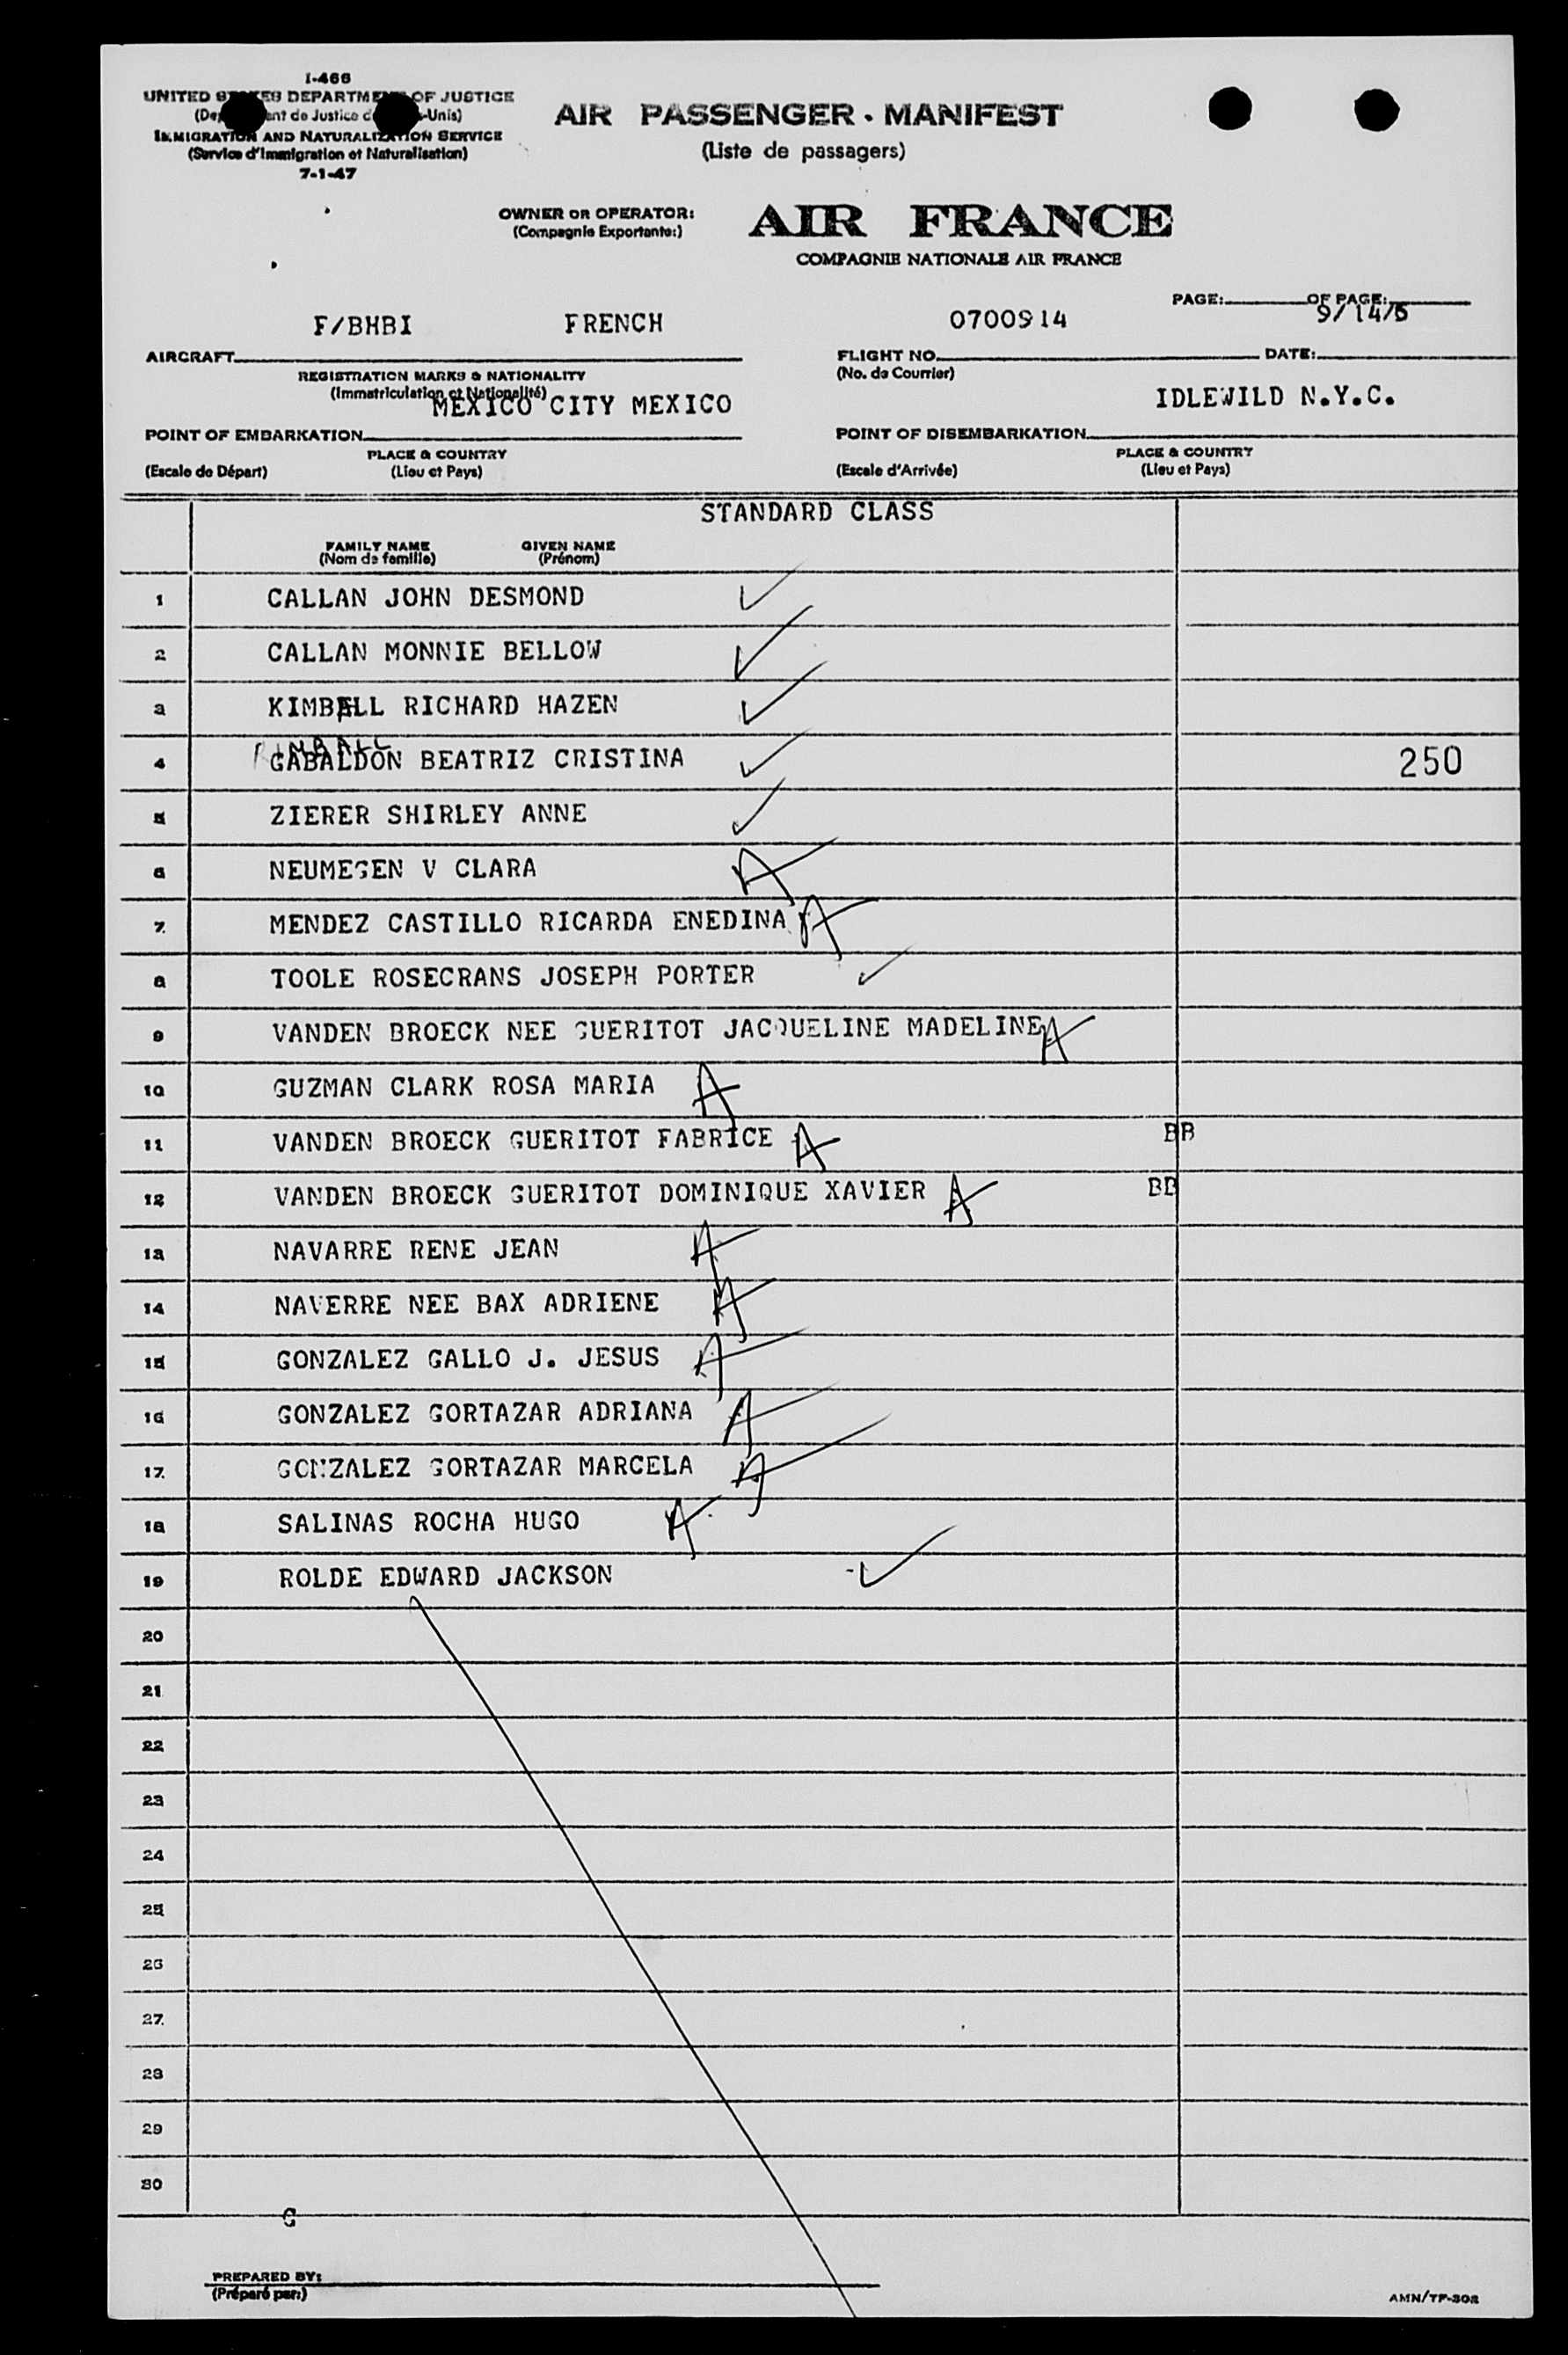 I-466
UNITED STATES DEPARTMENT OF JUSTICE
(Département de Justice des États-Unis)
IMMIGRATION AND NATURALIZATION SERVICE
(Service d'Immigration et Naturalisation)
7-1-47
AIR PASSENGER - MANIFEST
(Liste de passagers)
OWNER OR OPERATOR:
(Compagnie Exportante:)
AIR FRANCE
COMPAGNIE NATIONALE AIR FRANCE
PAGE: OF PAGE:
F/BHBI FRENCH 0700914 9/14/5
AIRCRAFT FLIGHT NO. DATE:
REGISTRATION MARKS & NATIONALITY (No. de Courrier)
(Immatriculation et Nationalité)
MEXICO CITY MEXICO IDLEWILD N.Y.C.
POINT OF EMBARKATION POINT OF DISEMBARKATION
PLACE & COUNTRY PLACE & COUNTRY
(Escale de Départ) (Lieu et Pays) (Escale d'Arrivée) (Lieu et Pays)
STANDARD CLASS
FAMILY NAME GIVEN NAME
(Nom de famille) (Prénom)
1 CALLAN JOHN DESMOND
2 CALLAN MONNIE BELLOW
3 KIMBALL RICHARD HAZEN
KIMBALL
4 GABALDON BEATRIZ CRISTINA 250
5 ZIERER SHIRLEY ANNE
6 NEUMEGEN V CLARA A
7 MENDEZ CASTILLO RICARDA ENEDINA A
8 TOOLE ROSECRANS JOSEPH PORTER
9 VANDEN BROECK NEE GUERITOT JACQUELINE MADELINE A
10 GUZMAN CLARK ROSA MARIA A
11 VANDEN BROECK GUERITOT FABRICE A BB
12 VANDEN BROECK GUERITOT DOMINIQUE XAVIER A BB
13 NAVARRE RENE JEAN A
14 NAVERRE NEE BAX ADRIENE A
15 GONZALEZ GALLO J. JESUS A
16 GONZALEZ GORTAZAR ADRIANA A
17 GONZALEZ GORTAZAR MARCELA A
18 SALINAS ROCHA HUGO A
19 ROLDE EDWARD JACKSON
20
21
22
23
24
25
26
27
28
29
30
G
PREPARED BY:
(Préparé par:)
AMN/TF-302